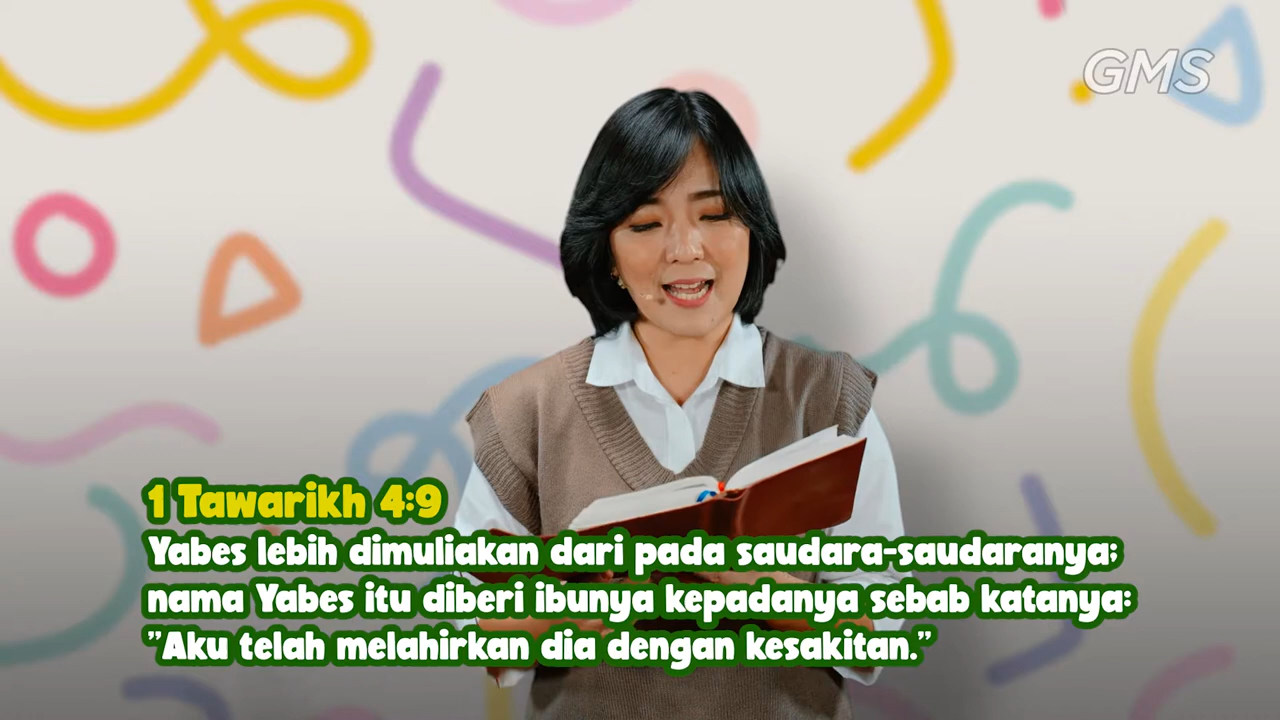 GMS
1 Tawarikh 4:9
Yabes lebih dimuliakan dari pada saudara-saudaranya;
nama Yabes itu diberi ibunya kepadanya sebab katanya:
"Aku telah melahirkan dia dengan kesakitan."